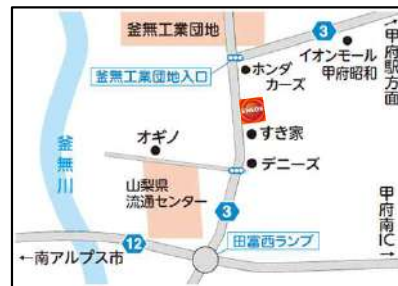 釜無工業団地
3
イオンモール
甲府昭和
甲府駅方面
釜無工業団地入口
ホンダ
カーズ
ENEOS
すき家
オギノ
デニーズ
釜無川
山梨県
流通センター
3
甲府南IC
12
田富西ランプ
←南アルプス市